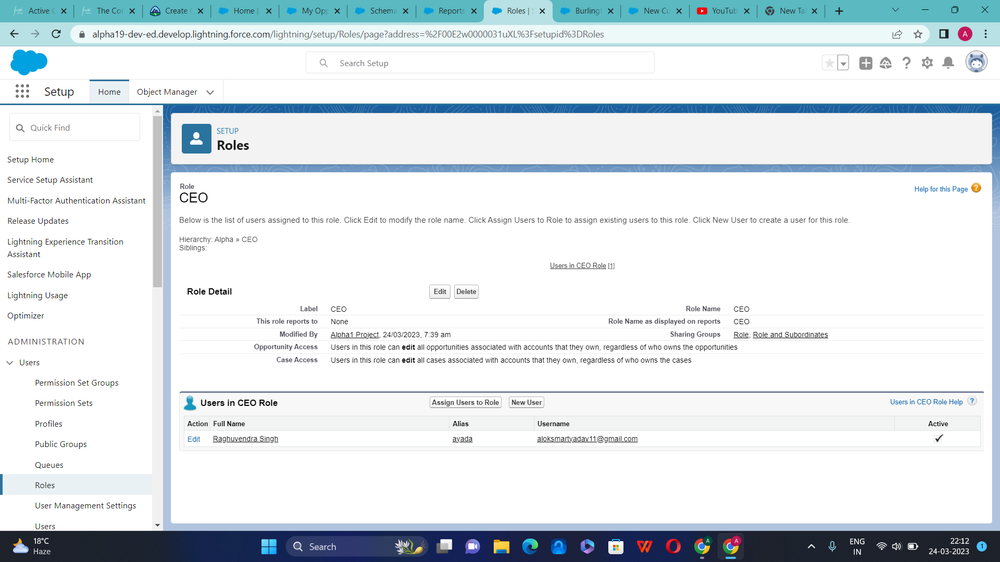 Active C
The Cor
Create
Home |
My Opp
Schema
Reports
Roles | S
Burlingt
New Cu
YouTub
New Ta
alpha19-dev-ed.develop.lightning.force.com/lightning/setup/Roles/page?address=%2F00E2w0000031uXL%3Fsetupid%3DRoles
A
Search Setup
Setup
Home
Object Manager
Quick Find
Setup Home
Service Setup Assistant
Multi-Factor Authentication Assistant
Release Updates
Lightning Experience Transition
Assistant
Salesforce Mobile App
Lightning Usage
Optimizer
ADMINISTRATION
Users
Permission Set Groups
Permission Sets
Profiles
Public Groups
Queues
Roles
User Management Settings
Users
SETUP
Roles
Role
CEO
Help for this Page
Below is the list of users assigned to this role. Click Edit to modify the role name. Click Assign Users to Role to assign existing users to this role. Click New User to create a user for this role.
Hierarchy: Alpha » CEO
Siblings:
Users in CEO Role [1]
Role Detail
Edit
Delete
Label CEO Role Name CEO
This role reports to None Role Name as displayed on reports CEO
Modified By Alpha1 Project, 24/03/2023, 7:39 am Sharing Groups Role, Role and Subordinates
Opportunity Access Users in this role can edit all opportunities associated with accounts that they own, regardless of who owns the opportunities
Case Access Users in this role can edit all cases associated with accounts that they own, regardless of who owns the cases
Users in CEO Role
Assign Users to Role
New User
Users in CEO Role Help ?
Action Full Name Alias Username Active
Edit Raghuvendra Singh ayada aloksmartyadav11@gmail.com
18°C
Haze
Search
A
A
ENG
IN
22:12
24-03-2023
1